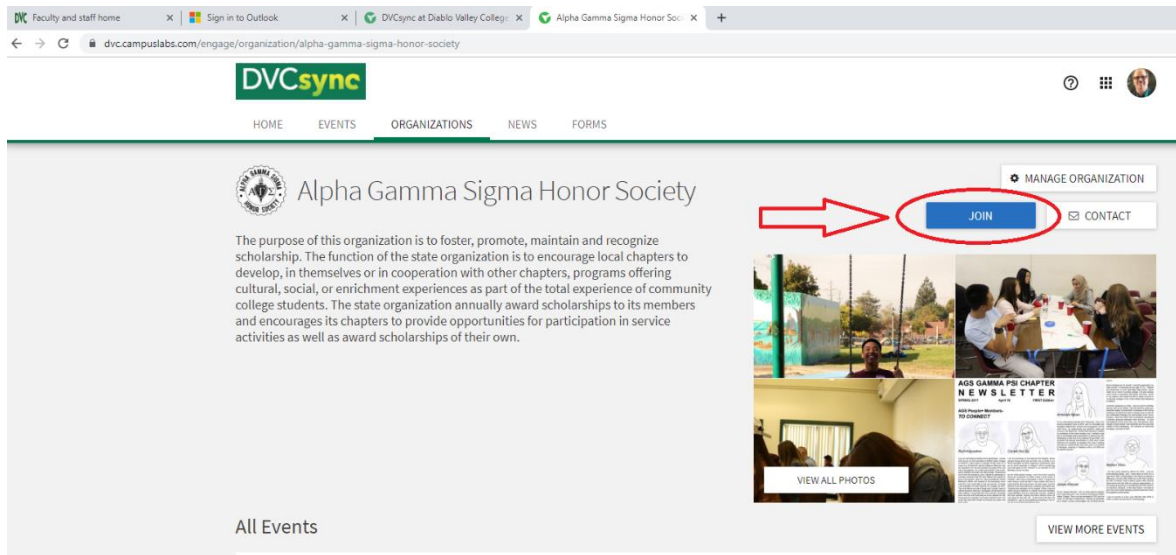 DVC Faculty and staff home
Sign in to Outlook
DVCsync at Diablo Valley College
Alpha Gamma Sigma Honor Soci
dvc.campuslabs.com/engage/organization/alpha-gamma-sigma-honor-society
DVCsync
HOME EVENTS ORGANIZATIONS NEWS FORMS
Alpha Gamma Sigma Honor Society
MANAGE ORGANIZATION
JOIN
CONTACT
The purpose of this organization is to foster, promote, maintain and recognize
scholarship. The function of the state organization is to encourage local chapters to
develop, in themselves or in cooperation with other chapters, programs offering
cultural, social, or enrichment experiences as part of the total experience of community
college students. The state organization annually award scholarships to its members
and encourages its chapters to provide opportunities for participation in service
activities as well as award scholarships of their own.
AGS GAMMA PSI CHAPTER
NEWSLETTER
AGS People+Members-
TO CONNECT
VIEW ALL PHOTOS
All Events
VIEW MORE EVENTS